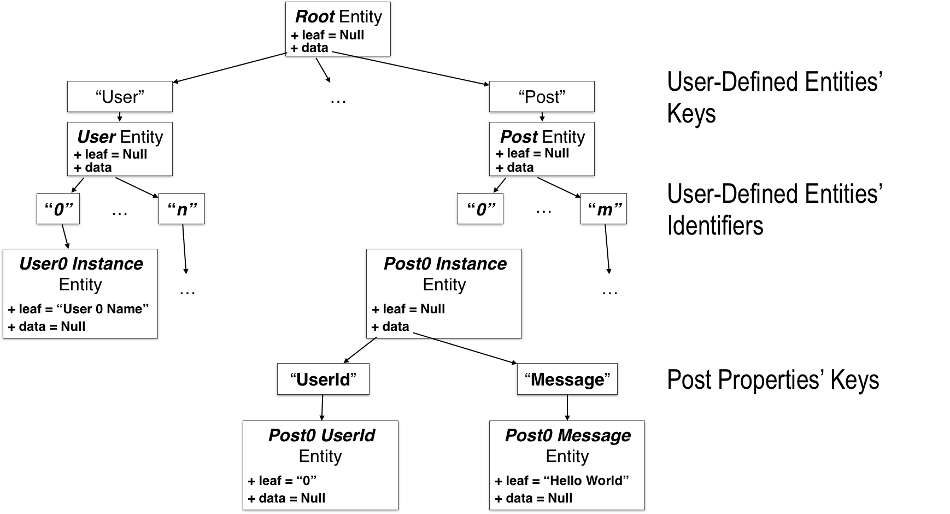 Root Entity
+ leaf = Null
+ data
“User”
…
“Post”
User-Defined Entities’
Keys
User Entity
+ leaf = Null
+ data
Post Entity
+ leaf = Null
+ data
“0”
…
“n”
“0”
…
“m”
User-Defined Entities’
Identifiers
User0 Instance
Entity
+ leaf = “User 0 Name”
+ data = Null
…
Post0 Instance
Entity
+ leaf = Null
+ data
…
“UserId”
“Message”
Post Properties’ Keys
Post0 UserId
Entity
+ leaf = “0”
+ data = Null
Post0 Message
Entity
+ leaf = “Hello World”
+ data = Null